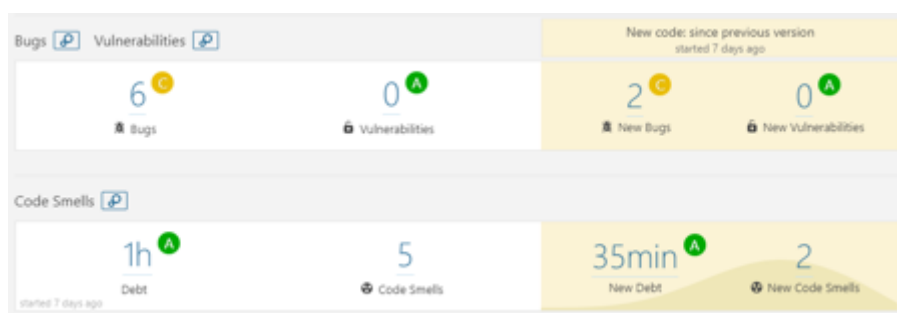 Bugs Vulnerabilities
New code: since previous version
started 7 days ago
6 C
Bugs
0 A
Vulnerabilities
2 C
New Bugs
0 A
New Vulnerabilities
Code Smells
1h A
Debt
started 7 days ago
5
Code Smells
35min A
New Debt
2
New Code Smells